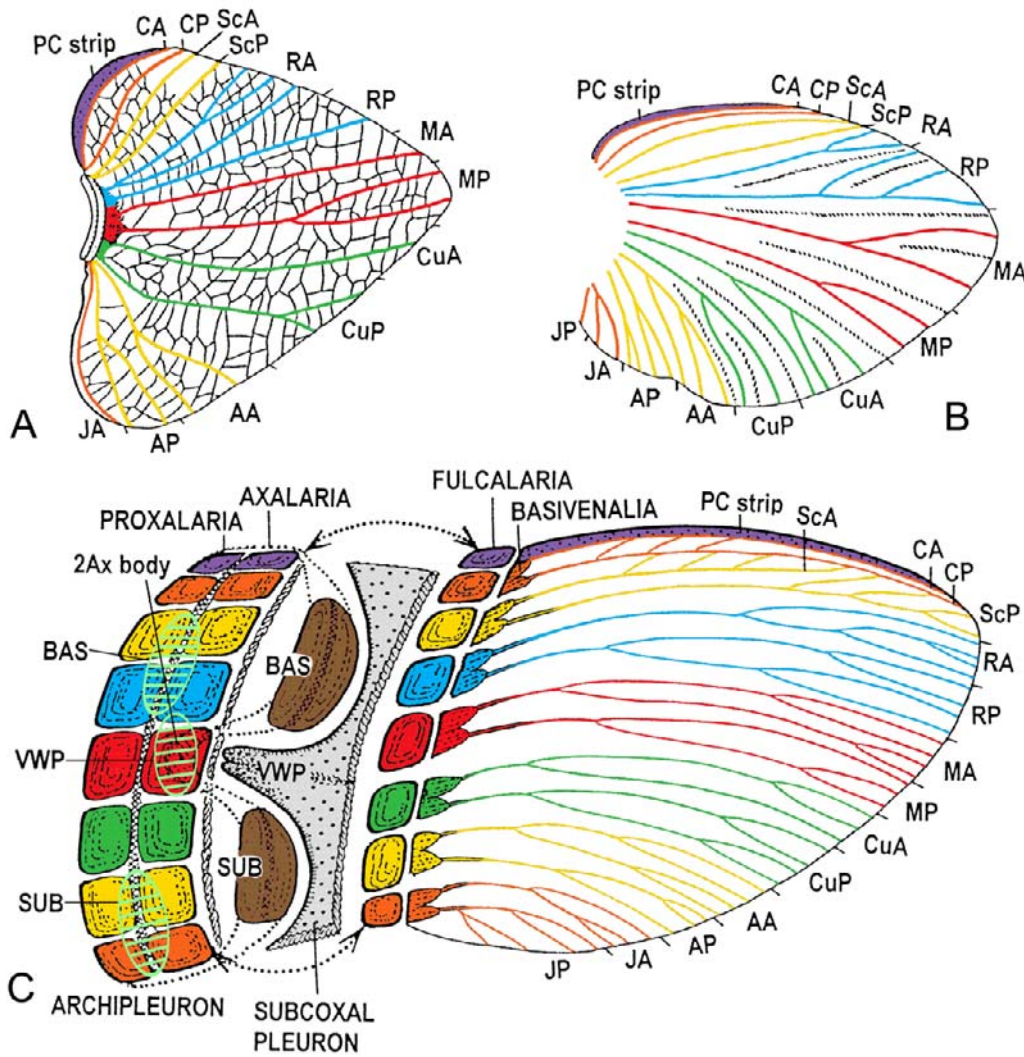 PC strip
CA
CP
ScA
ScP
RA
RP
MA
MP
CuA
CuP
AA
AP
JA
A
PC strip
CA
CP
ScA
ScP
RA
RP
MA
MP
CuA
CuP
AA
AP
JA
JP
B
PROXALARIA
AXALARIA
FULCALARIA
BASIVENALIA
PC strip
ScA
CA
CP
ScP
RA
RP
MA
MP
CuA
CuP
AA
AP
JA
JP
2Ax body
BAS
BAS
VWP
VWP
SUB
SUB
ARCHIPLEURON
SUBCOXAL
PLEURON
C